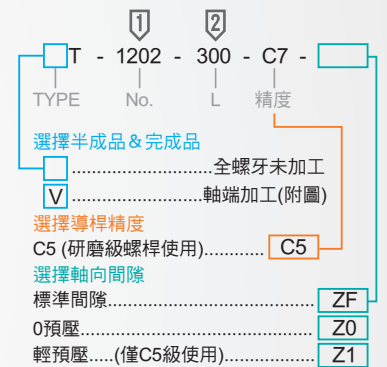 1 2
T - 1202 - 300 - C7 -
TYPE No. L 精度
選擇半成品&完成品
........................全螺牙未加工
V ......................軸端加工(附圖)
選擇導桿精度
C5 (研磨級螺桿使用)............ C5
選擇軸向間隙
標準間隙........................................ ZF
0預壓............................................. Z0
輕預壓.....(僅C5級使用)................ Z1